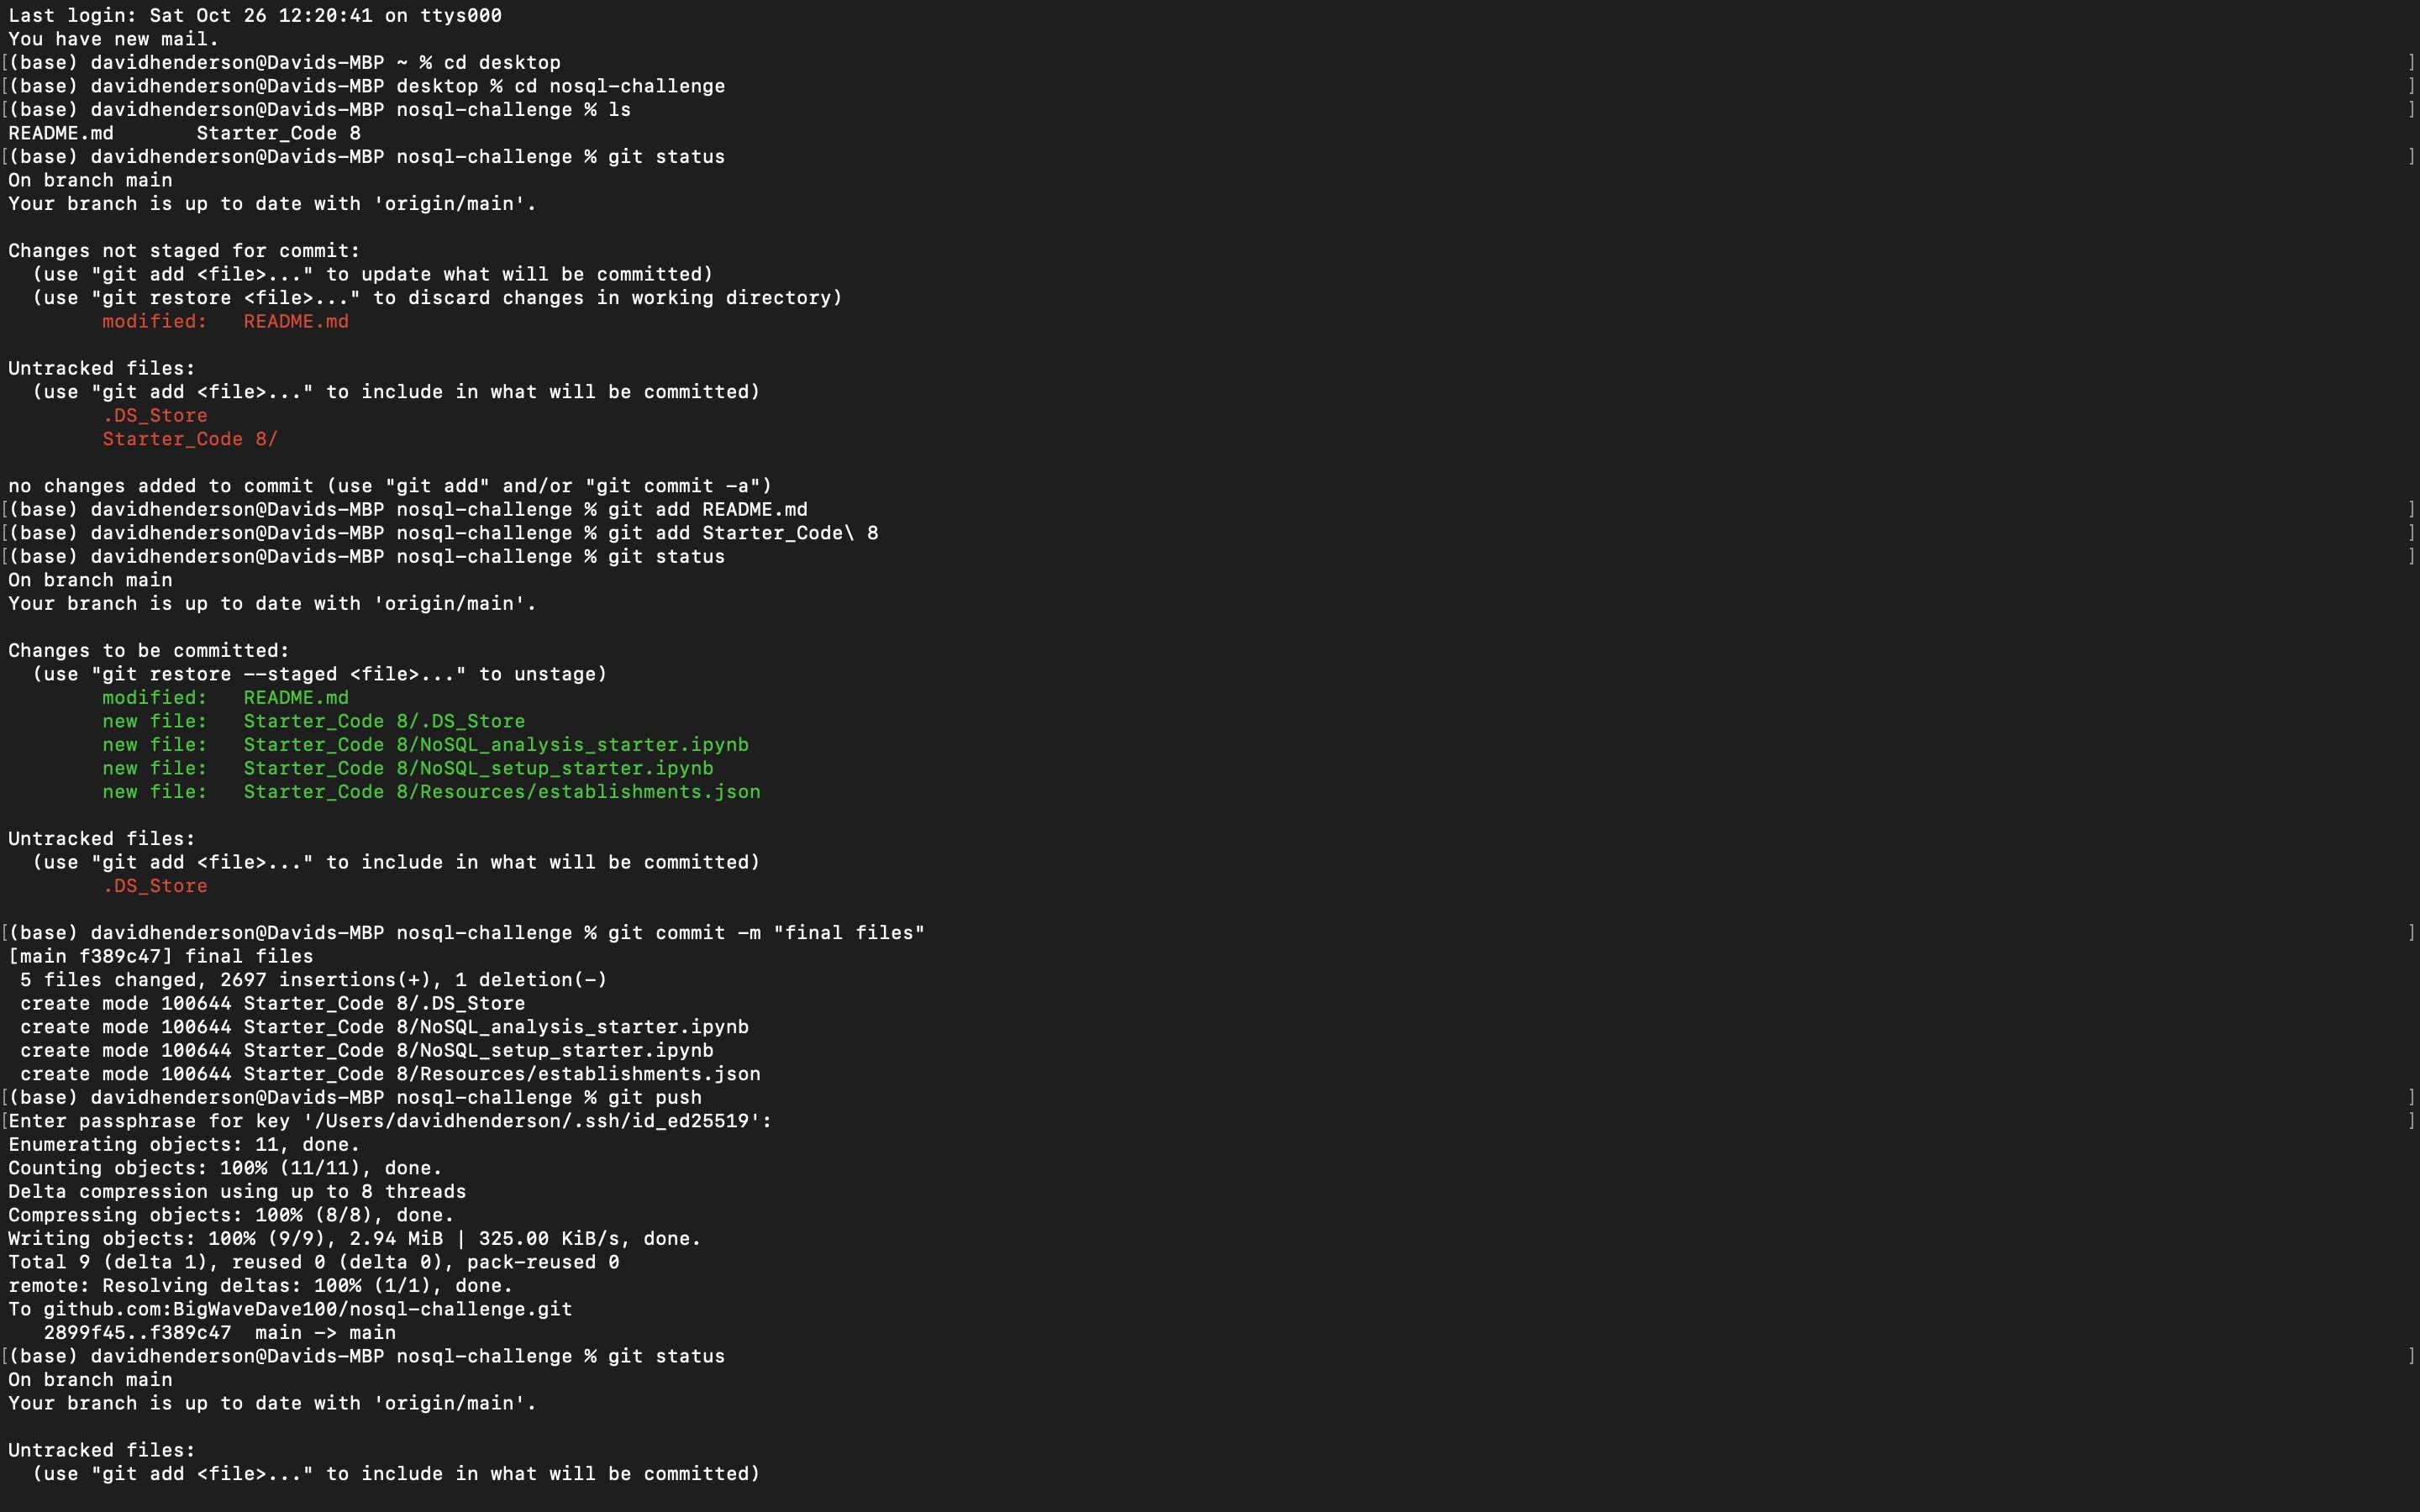 Last login: Sat Oct 26 12:20:41 on ttys000
You have new mail.
[(base) davidhenderson@Davids-MBP ~ % cd desktop ]
[(base) davidhenderson@Davids-MBP desktop % cd nosql-challenge ]
[(base) davidhenderson@Davids-MBP nosql-challenge % ls ]
README.md       Starter_Code 8
[(base) davidhenderson@Davids-MBP nosql-challenge % git status ]
On branch main
Your branch is up to date with 'origin/main'.

Changes not staged for commit:
  (use "git add <file>..." to update what will be committed)
  (use "git restore <file>..." to discard changes in working directory)
        modified:   README.md

Untracked files:
  (use "git add <file>..." to include in what will be committed)
        .DS_Store
        Starter_Code 8/

no changes added to commit (use "git add" and/or "git commit -a")
[(base) davidhenderson@Davids-MBP nosql-challenge % git add README.md ]
[(base) davidhenderson@Davids-MBP nosql-challenge % git add Starter_Code\ 8 ]
[(base) davidhenderson@Davids-MBP nosql-challenge % git status ]
On branch main
Your branch is up to date with 'origin/main'.

Changes to be committed:
  (use "git restore --staged <file>..." to unstage)
        modified:   README.md
        new file:   Starter_Code 8/.DS_Store
        new file:   Starter_Code 8/NoSQL_analysis_starter.ipynb
        new file:   Starter_Code 8/NoSQL_setup_starter.ipynb
        new file:   Starter_Code 8/Resources/establishments.json

Untracked files:
  (use "git add <file>..." to include in what will be committed)
        .DS_Store

[(base) davidhenderson@Davids-MBP nosql-challenge % git commit -m "final files" ]
[main f389c47] final files
 5 files changed, 2697 insertions(+), 1 deletion(-)
 create mode 100644 Starter_Code 8/.DS_Store
 create mode 100644 Starter_Code 8/NoSQL_analysis_starter.ipynb
 create mode 100644 Starter_Code 8/NoSQL_setup_starter.ipynb
 create mode 100644 Starter_Code 8/Resources/establishments.json
[(base) davidhenderson@Davids-MBP nosql-challenge % git push ]
[Enter passphrase for key '/Users/davidhenderson/.ssh/id_ed25519': ]
Enumerating objects: 11, done.
Counting objects: 100% (11/11), done.
Delta compression using up to 8 threads
Compressing objects: 100% (8/8), done.
Writing objects: 100% (9/9), 2.94 MiB | 325.00 KiB/s, done.
Total 9 (delta 1), reused 0 (delta 0), pack-reused 0
remote: Resolving deltas: 100% (1/1), done.
To github.com:BigWaveDave100/nosql-challenge.git
   2899f45..f389c47  main -> main
[(base) davidhenderson@Davids-MBP nosql-challenge % git status ]
On branch main
Your branch is up to date with 'origin/main'.

Untracked files:
  (use "git add <file>..." to include in what will be committed)